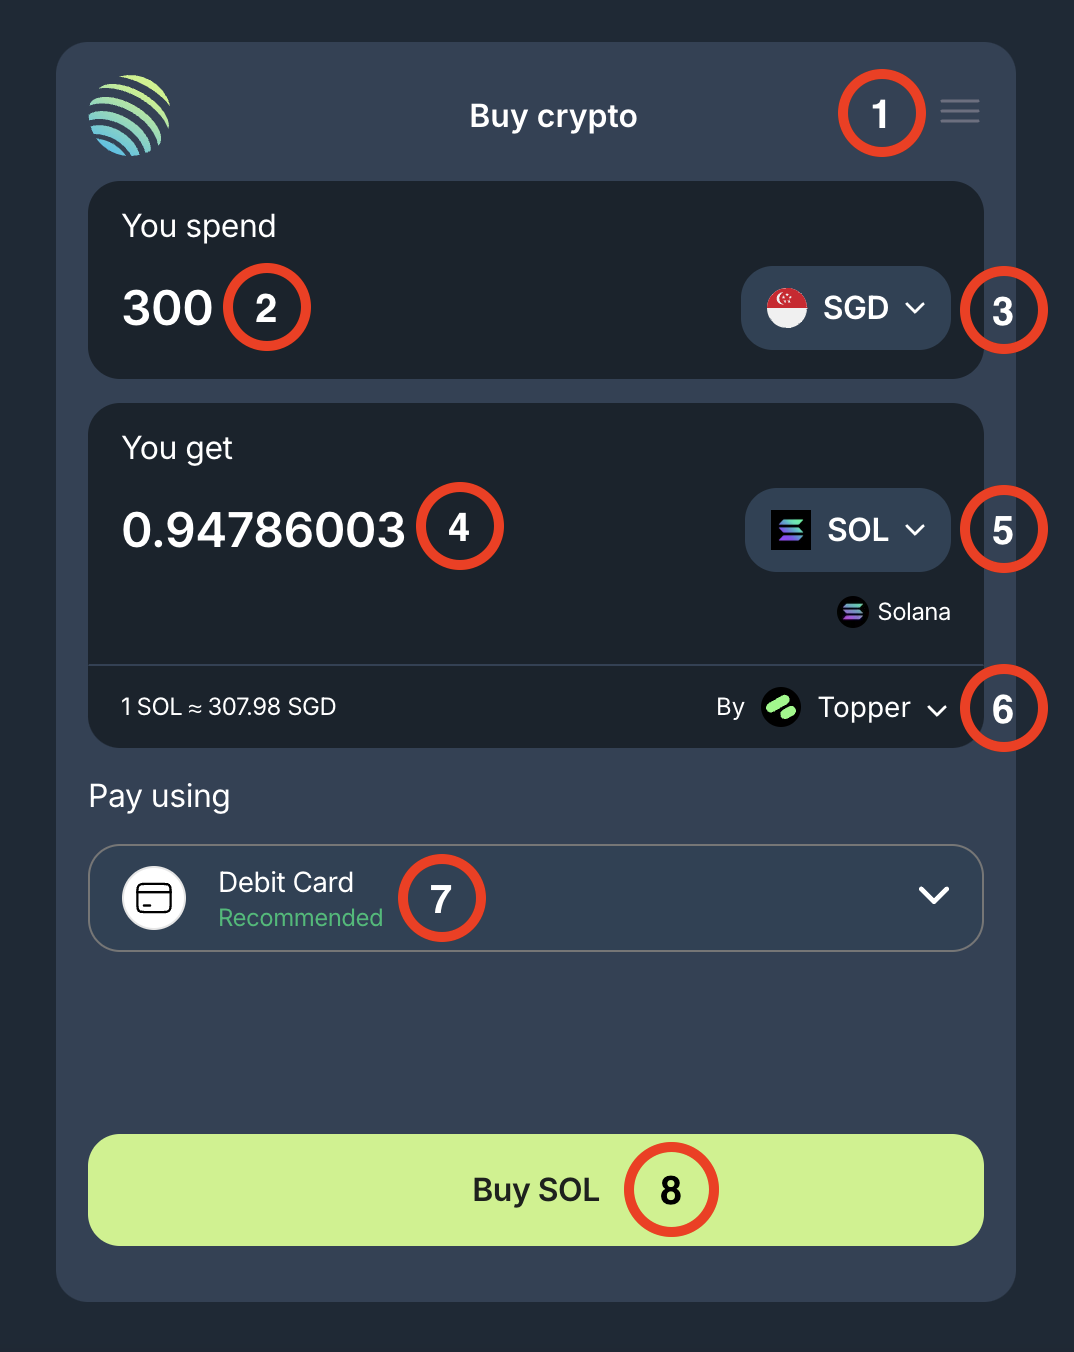 Buy crypto 1
You spend
300 2 SGD 3
You get
0.94786003 4 SOL 5
Solana
1 SOL ≈ 307.98 SGD By Topper 6
Pay using
Debit Card
Recommended 7
Buy SOL 8